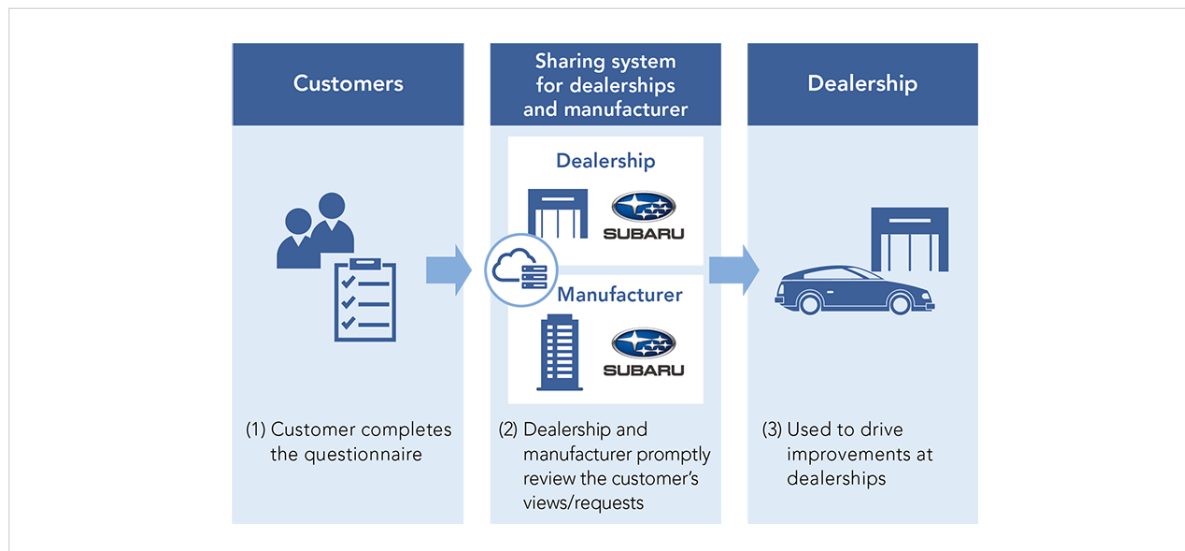 Customers
Sharing system
for dealerships
and manufacturer
Dealership
Dealership
SUBARU
Manufacturer
SUBARU
(1) Customer completes
the questionnaire
(2) Dealership and
manufacturer promptly
review the customer’s
views/requests
(3) Used to drive
improvements at
dealerships